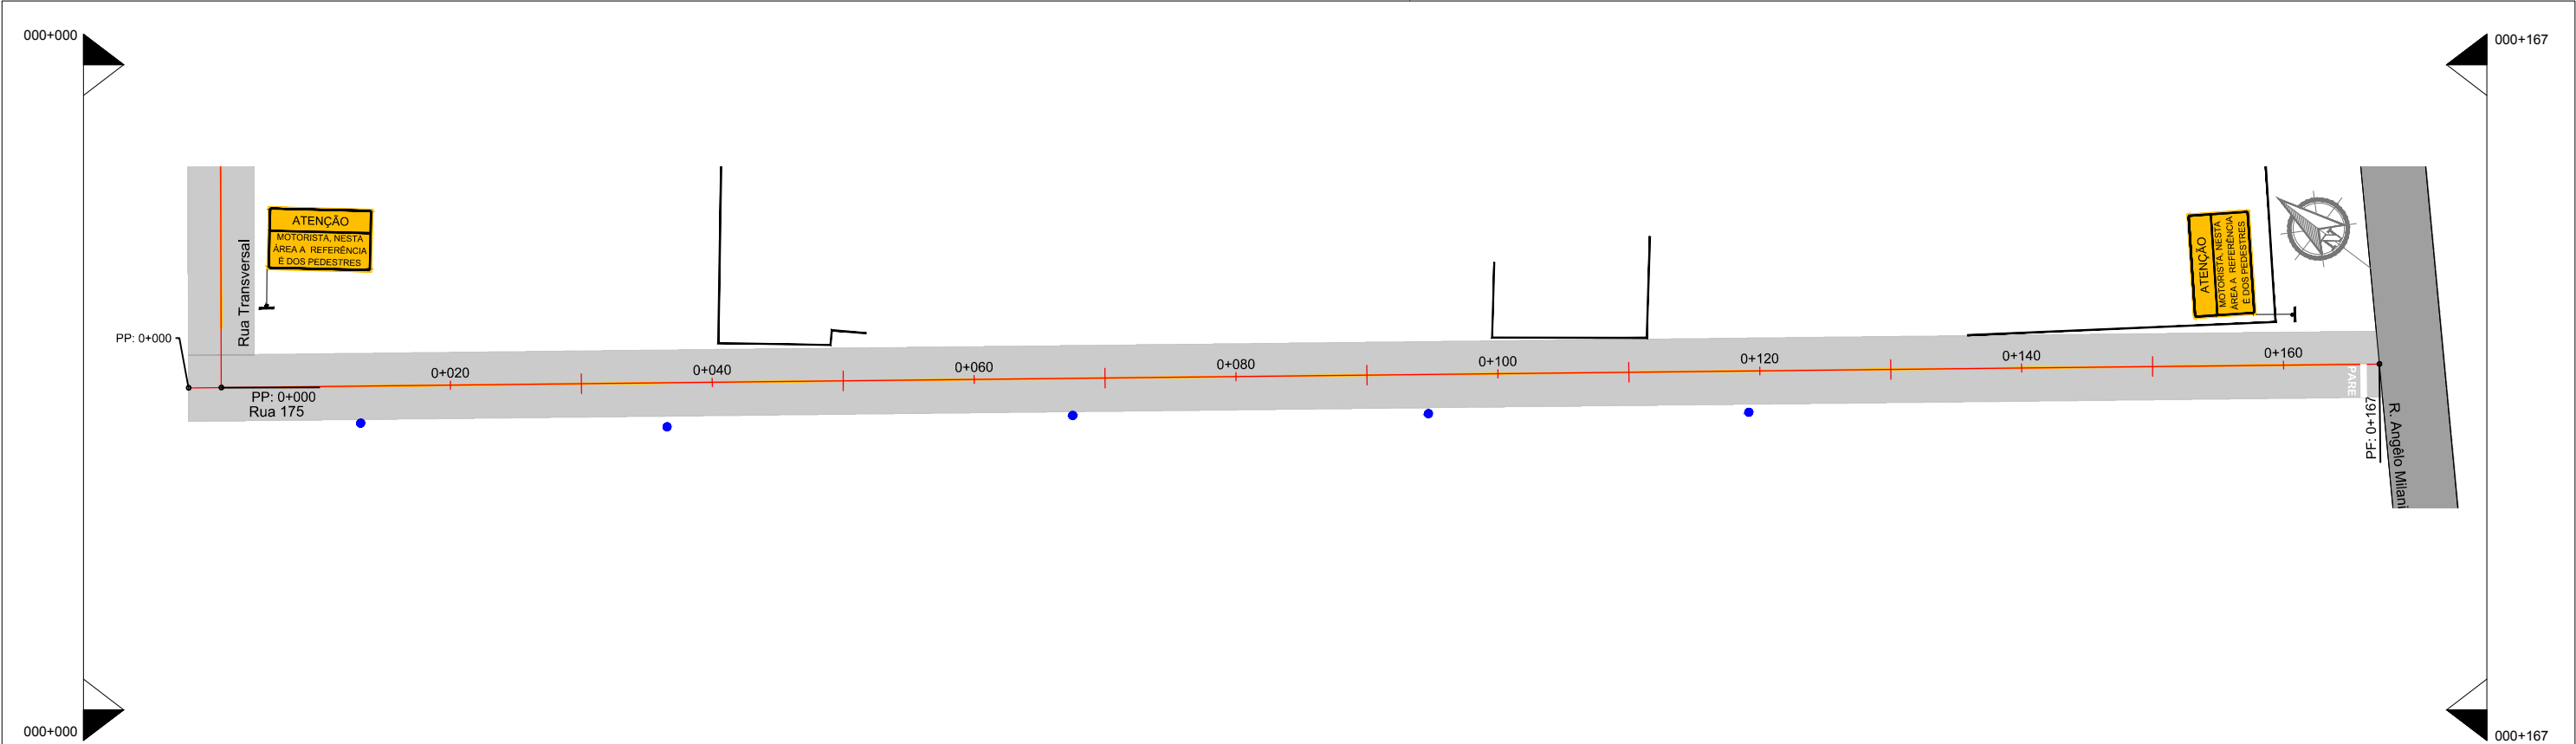 000+000
000+167
Rua Transversal
ATENÇÃO
MOTORISTA, NESTA
ÁREA A REFERÊNCIA
É DOS PEDESTRES
ATENÇÃO
MOTORISTA, NESTA
ÁREA A REFERÊNCIA
É DOS PEDESTRES
N
PP: 0+000
0+020
0+040
0+060
0+080
0+100
0+120
0+140
0+160
PARE
PP: 0+000
Rua 175
PF: 0+167
R. Angêlo Milani
000+000
000+167